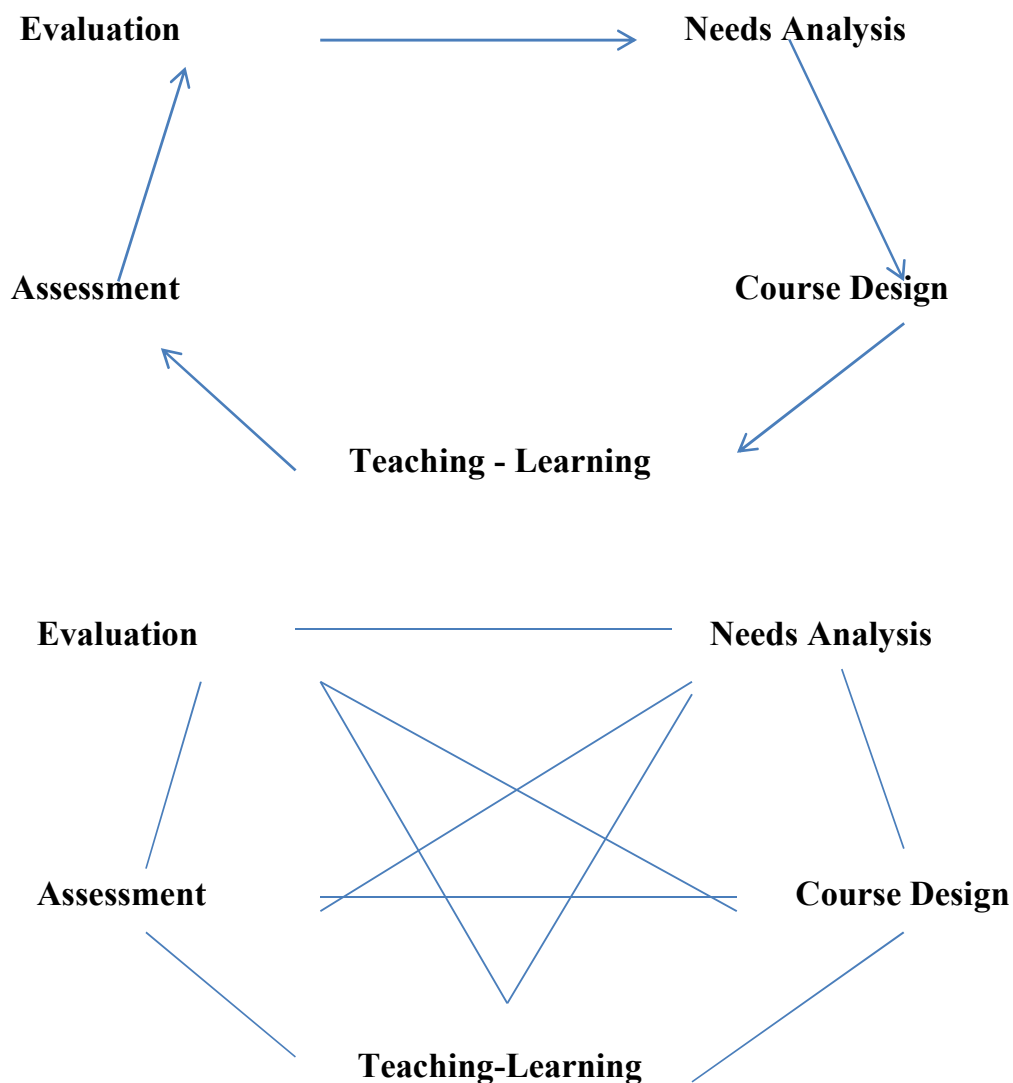 Evaluation
Needs Analysis
Assessment
Course Design
Teaching - Learning
Evaluation
Needs Analysis
Assessment
Course Design
Teaching-Learning